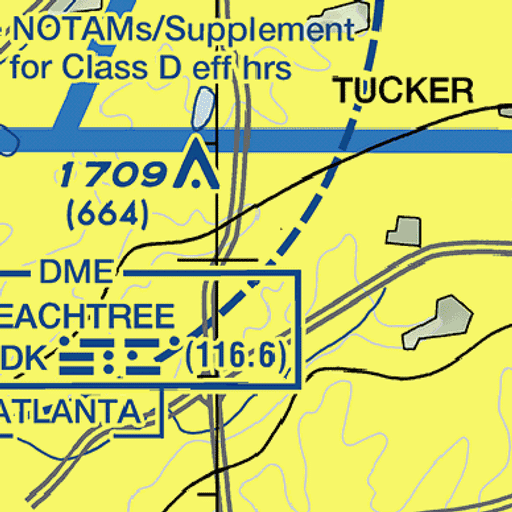 NOTAMs/Supplement
for Class D eff hrs
TUCKER
1709
(664)
DME
EACHTREE
DK (116.6)
ATLANTA